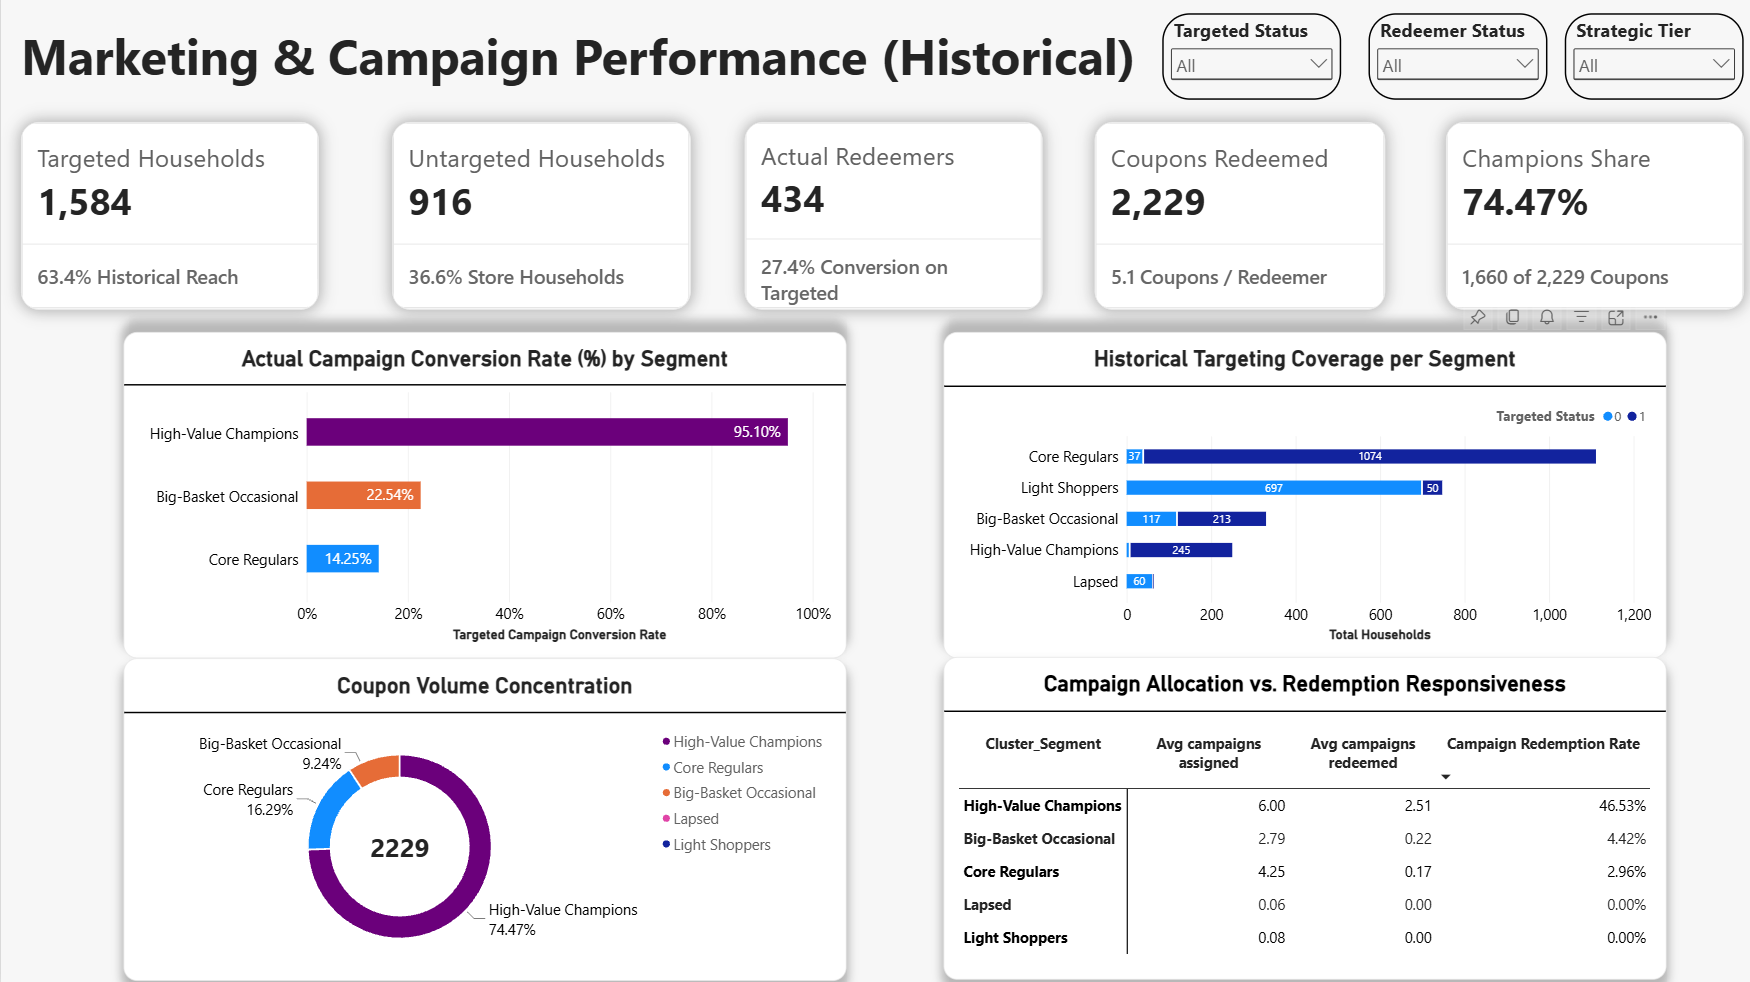 Marketing & Campaign Performance (Historical)
Targeted Status
All
Redeemer Status
All
Strategic Tier
All
Targeted Households
1,584
63.4% Historical Reach
Untargeted Households
916
36.6% Store Households
Actual Redeemers
434
27.4% Conversion on
Targeted
Coupons Redeemed
2,229
5.1 Coupons / Redeemer
Champions Share
74.47%
1,660 of 2,229 Coupons
Actual Campaign Conversion Rate (%) by Segment
High-Value Champions 95.10%
Big-Basket Occasional 22.54%
Core Regulars 14.25%
0% 20% 40% 60% 80% 100%
Targeted Campaign Conversion Rate
Historical Targeting Coverage per Segment
Targeted Status 0 1
Core Regulars 37 1074
Light Shoppers 697 50
Big-Basket Occasional 117 213
High-Value Champions 245
Lapsed 60
0 200 400 600 800 1,000 1,200
Total Households
Coupon Volume Concentration
Big-Basket Occasional
9.24%
Core Regulars
16.29%
2229
High-Value Champions
74.47%
High-Value Champions
Core Regulars
Big-Basket Occasional
Lapsed
Light Shoppers
Campaign Allocation vs. Redemption Responsiveness
Cluster_Segment Avg campaigns assigned Avg campaigns redeemed Campaign Redemption Rate
High-Value Champions 6.00 2.51 46.53%
Big-Basket Occasional 2.79 0.22 4.42%
Core Regulars 4.25 0.17 2.96%
Lapsed 0.06 0.00 0.00%
Light Shoppers 0.08 0.00 0.00%